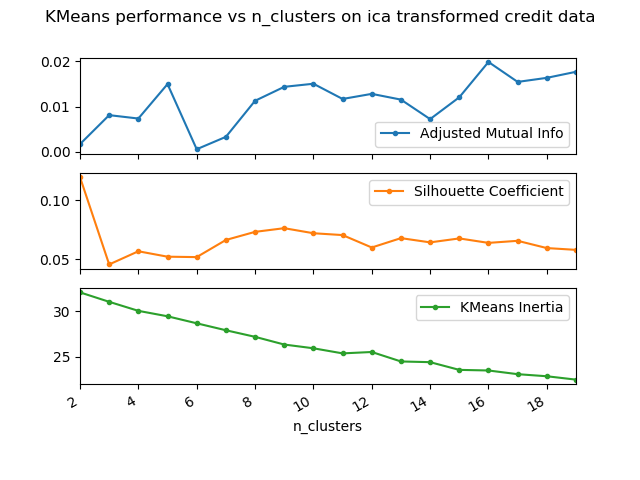 KMeans performance vs n_clusters on ica transformed credit data
0.02
0.01
0.00
Adjusted Mutual Info
0.10
0.05
Silhouette Coefficient
30
25
KMeans Inertia
2 4 6 8 10 12 14 16 18
n_clusters